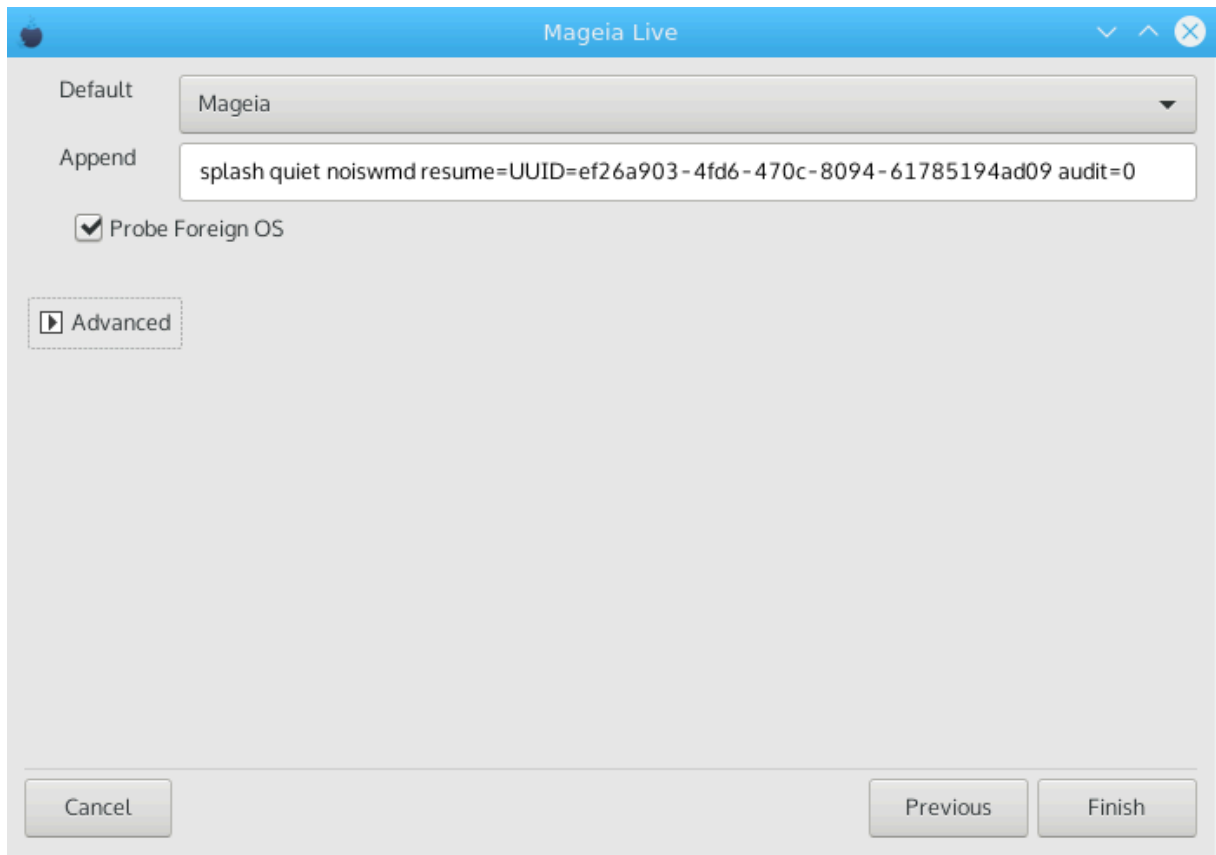 Mageia Live
Default
Mageia
Append
splash quiet noiswmd resume=UUID=ef26a903-4fd6-470c-8094-61785194ad09 audit=0
Probe Foreign OS
Advanced
Cancel
Previous
Finish